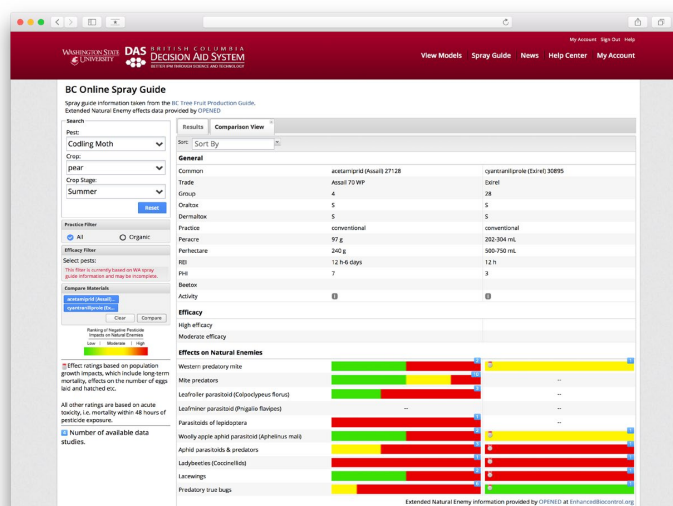 My Account Sign Out Help
WASHINGTON STATE UNIVERSITY
DAS BRITISH COLUMBIA
DECISION AID SYSTEM
BETTER IPM THROUGH SCIENCE AND TECHNOLOGY
View Models Spray Guide News Help Center My Account
BC Online Spray Guide
Spray guide information taken from the BC Tree Fruit Production Guide.
Extended Natural Enemy effects data provided by OPENED
Search
Pest:
Codling Moth
Crop:
pear
Crop Stage:
Summer
Reset
Practice Filter
All Organic
Efficacy Filter
Select pests:
This filter is currently based on WA spray
guide information and may be incomplete.
Compare Materials
acetamiprid (Assail)...
cyantraniliprole (Ex...
Clear Compare
Ranking of Negative Pesticide
Impacts on Natural Enemies
Low Moderate High
Effect ratings based on population
growth impacts, which include long-term
mortality, effects on the number of eggs
laid and hatched etc.
All other ratings are based on acute
toxicity, i.e. mortality within 48 hours of
pesticide exposure.
Number of available data
studies.
Results Comparison View
Sort: Sort By
General
Common acetamiprid (Assail) 27128 cyantraniliprole (Exirel) 30895
Trade Assail 70 WP Exirel
Group 4 28
Oraltox S S
Dermaltox S S
Practice conventional conventional
Peracre 97 g 202-304 mL
Perhectare 240 g 500-750 mL
REI 12 h-6 days 12 h
PHI 7 3
Beetox
Activity
Efficacy
High efficacy
Moderate efficacy
Effects on Natural Enemies
Western predatory mite
Mite predators --
Leafroller parasitoid (Colpoclypeus florus) --
Leafminer parasitoid (Pnigalio flavipes) -- --
Parasitoids of lepidoptera --
Woolly apple aphid parasitoid (Aphelinus mali)
Aphid parasitoids & predators
Ladybeetles (Coccinellids)
Lacewings
Predatory true bugs
Extended Natural Enemy information provided by OPENED at EnhancedBiocontrol.org